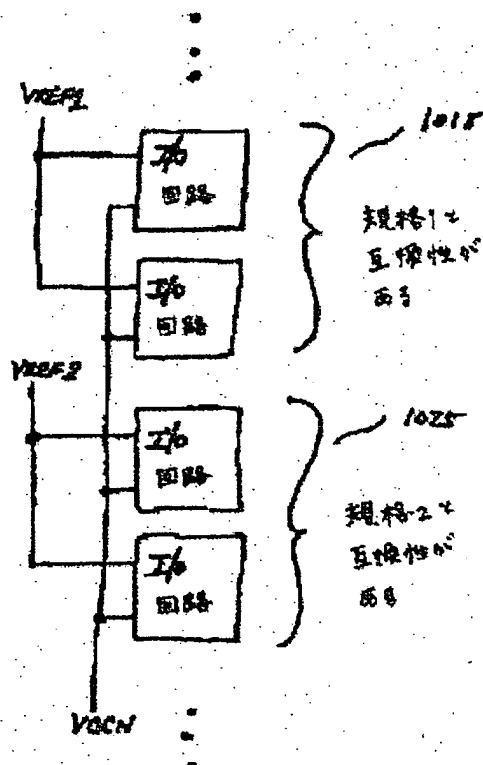 VREF1
I/O
回路
1015
規格1と
互換性が
ある
I/O
回路
VREF2
I/O
回路
1025
規格2と
互換性が
ある
I/O
回路
VCCN